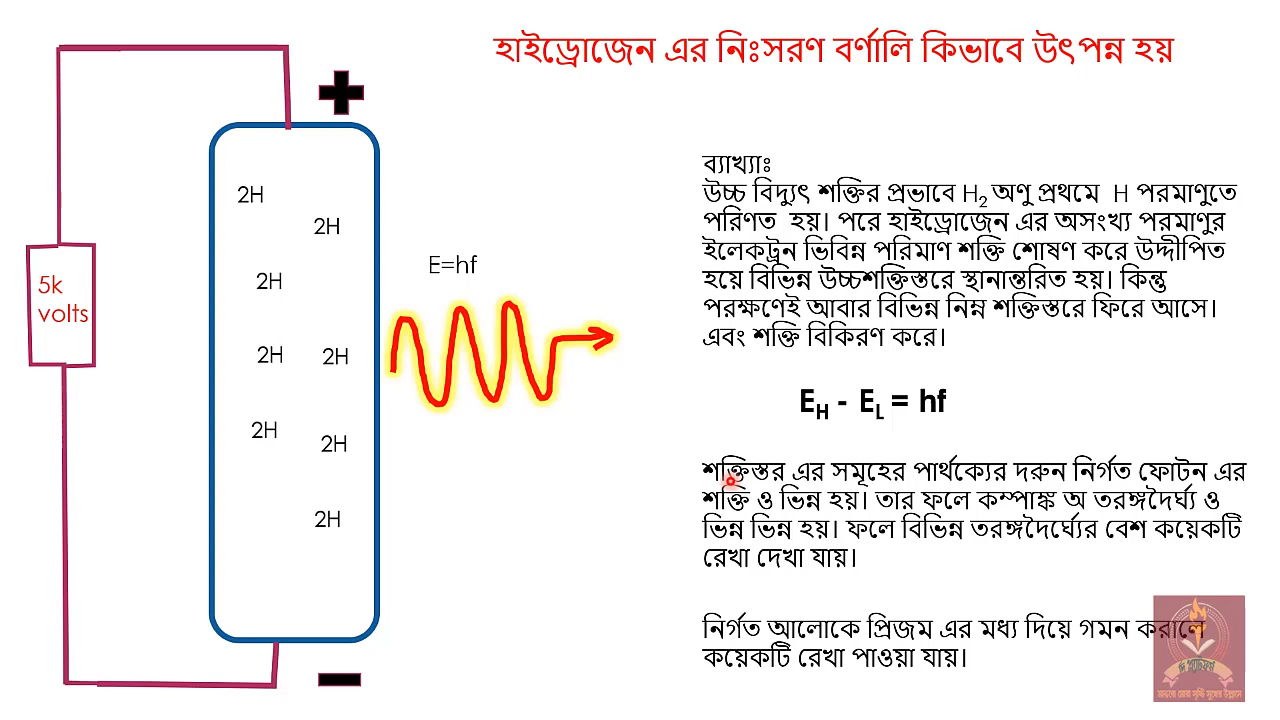 হাইড্রোজেন এর নিঃসরণ বর্ণালি কিভাবে উৎপন্ন হয়
+
2H
2H
2H
5k
volts
2H
2H
2H
2H
2H
−
E=hf
ব্যাখ্যাঃ
উচ্চ বিদ্যুৎ শক্তির প্রভাবে H₂ অণু প্রথমে H পরমাণুতে
পরিণত হয়। পরে হাইড্রোজেন এর অসংখ্য পরমাণুর
ইলেকট্রন ভিবিন্ন পরিমাণ শক্তি শোষণ করে উদ্দীপিত
হয়ে বিভিন্ন উচ্চশক্তিস্তরে স্থানান্তরিত হয়। কিন্তু
পরক্ষণেই আবার বিভিন্ন নিম্ন শক্তিস্তরে ফিরে আসে।
এবং শক্তি বিকিরণ করে।
E_H - E_L = hf
শক্তিস্তর এর সমূহের পার্থক্যের দরুন নির্গত ফোটন এর
শক্তি ও ভিন্ন হয়। তার ফলে কম্পাঙ্ক অ তরঙ্গদৈর্ঘ্য ও
ভিন্ন ভিন্ন হয়। ফলে বিভিন্ন তরঙ্গদৈর্ঘ্যের বেশ কয়েকটি
রেখা দেখা যায়।
নির্গত আলোকে প্রিজম এর মধ্য দিয়ে গমন করালে
কয়েকটি রেখা পাওয়া যায়।